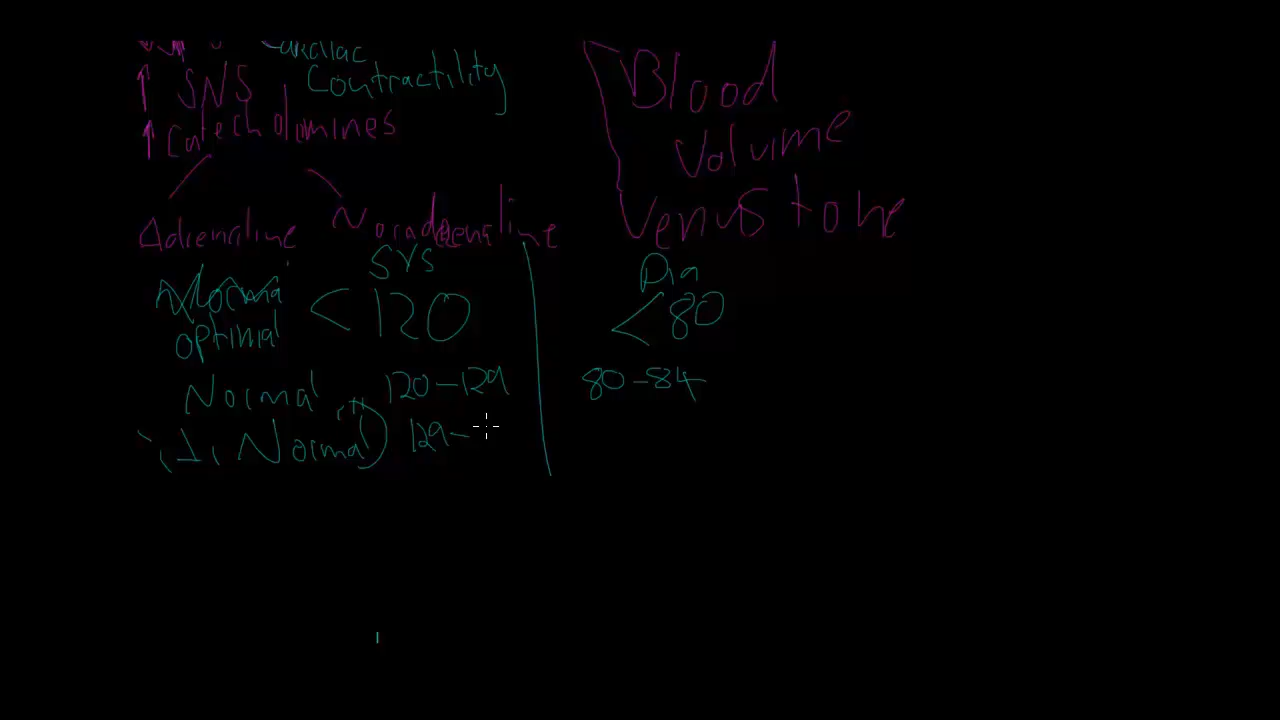 Cardiac
Contractility
↑ SNS
↑ Catecholamines
Adrenaline Noradrenaline
Blood
Volume
Venus tone
SYS Dia
optimal <120 <80
Normal 120-129 80-84
Normal) 129-